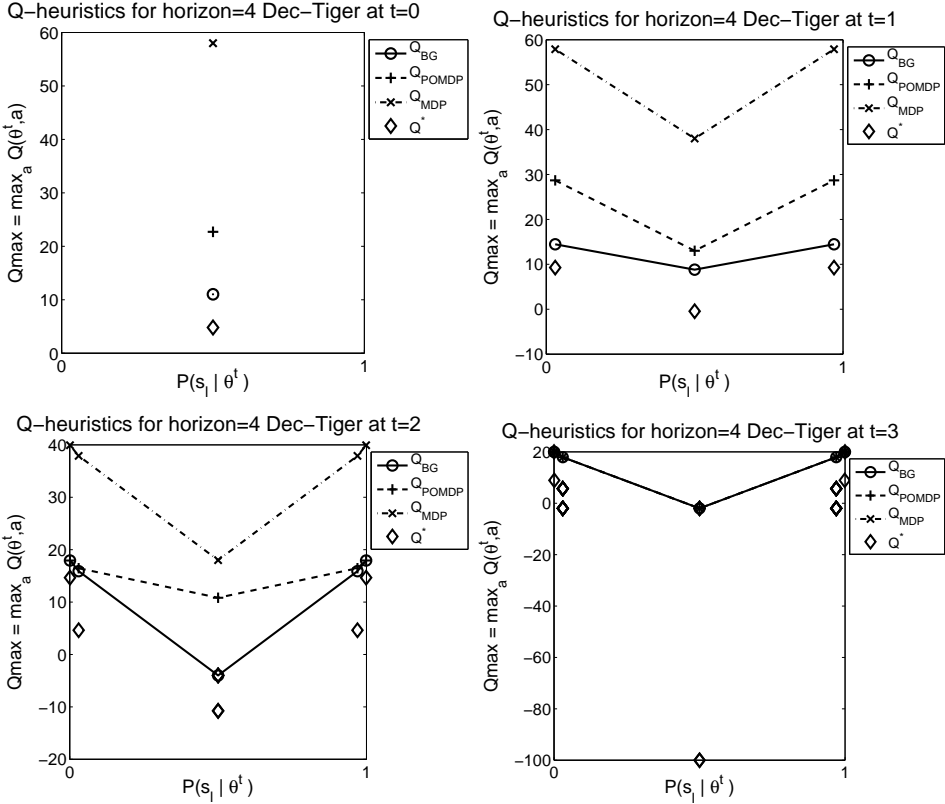 Q−heuristics for horizon=4 Dec−Tiger at t=0
Qmax = max_a Q(θ^t,a)
60
50
40
30
20
10
0
0
1
P(s_l | θ^t )
Q_BG
Q_POMDP
Q_MDP
Q^*
Q−heuristics for horizon=4 Dec−Tiger at t=1
Qmax = max_a Q(θ^t,a)
60
50
40
30
20
10
0
−10
0
1
P(s_l | θ^t )
Q_BG
Q_POMDP
Q_MDP
Q^*
Q−heuristics for horizon=4 Dec−Tiger at t=2
Qmax = max_a Q(θ^t,a)
40
30
20
10
0
−10
−20
0
1
P(s_l | θ^t )
Q_BG
Q_POMDP
Q_MDP
Q^*
Q−heuristics for horizon=4 Dec−Tiger at t=3
Qmax = max_a Q(θ^t,a)
20
0
−20
−40
−60
−80
−100
0
1
P(s_l | θ^t )
Q_BG
Q_POMDP
Q_MDP
Q^*